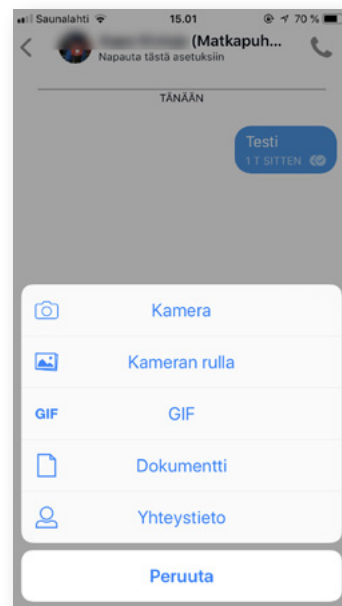 Saunalahti 15.01 70 %
(Matkapuh...
Napauta tästä asetuksiin
TÄNÄÄN
Testi
1 T SITTEN
Kamera
Kameran rulla
GIF GIF
Dokumentti
Yhteystieto
Peruuta